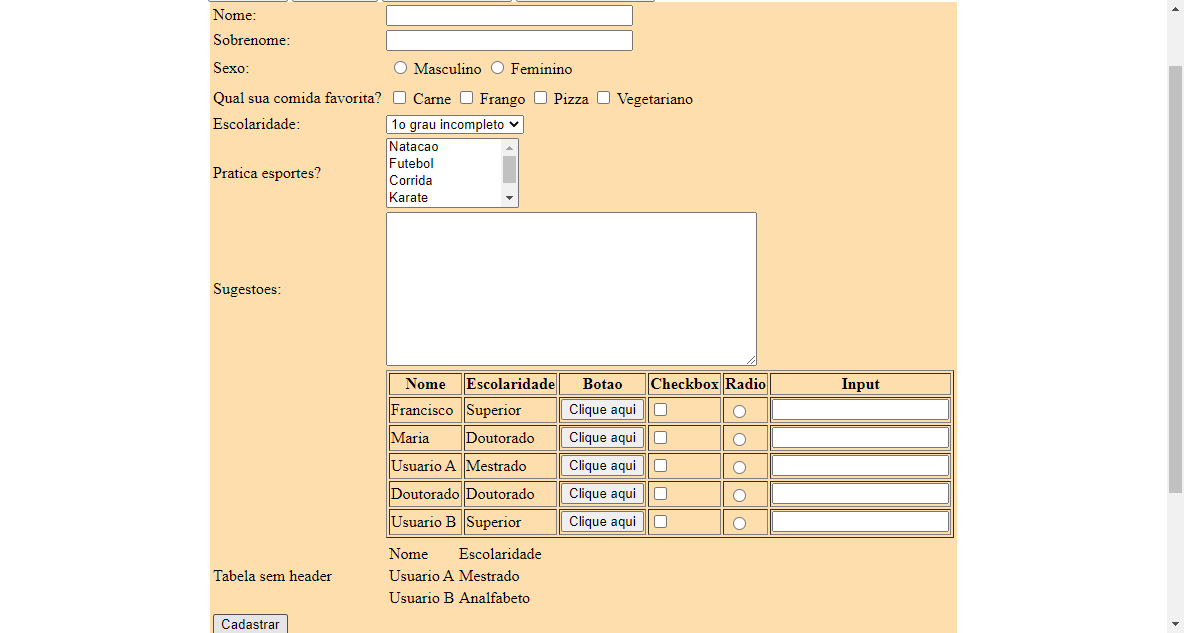 Nome:
Sobrenome:
Sexo: Masculino Feminino
Qual sua comida favorita? Carne Frango Pizza Vegetariano
Escolaridade: 1o grau incompleto
Pratica esportes?
Natacao
Futebol
Corrida
Karate
Sugestoes:
Nome Escolaridade Botao Checkbox Radio Input
Francisco Superior Clique aqui
Maria Doutorado Clique aqui
Usuario A Mestrado Clique aqui
Doutorado Doutorado Clique aqui
Usuario B Superior Clique aqui
Tabela sem header
Nome Escolaridade
Usuario A Mestrado
Usuario B Analfabeto
Cadastrar